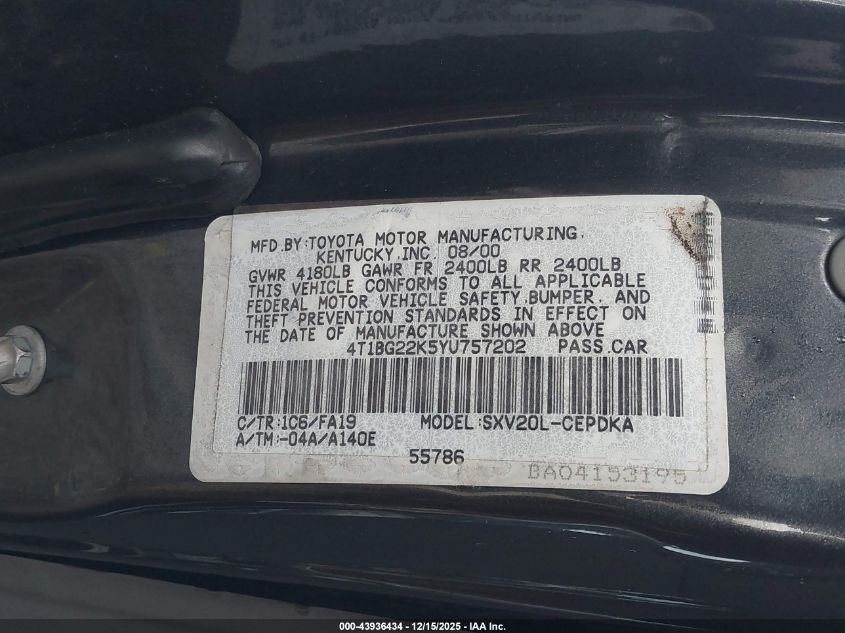 MFD.BY:TOYOTA MOTOR MANUFACTURING,
KENTUCKY,INC. 08/00
GVWR 4180LB GAWR FR 2400LB RR 2400LB
THIS VEHICLE CONFORMS TO ALL APPLICABLE
FEDERAL MOTOR VEHICLE SAFETY,BUMPER, AND
THEFT PREVENTION STANDARDS IN EFFECT ON
THE DATE OF MANUFACTURE SHOWN ABOVE
4T1BG22K5YU757202 PASS.CAR
C/TR:1C6/FA19 MODEL:SXV20L-CEPDKA
A/TM:-04A/A140E
55786
BA04153195
000-43936434 - 12/15/2025 - IAA Inc.